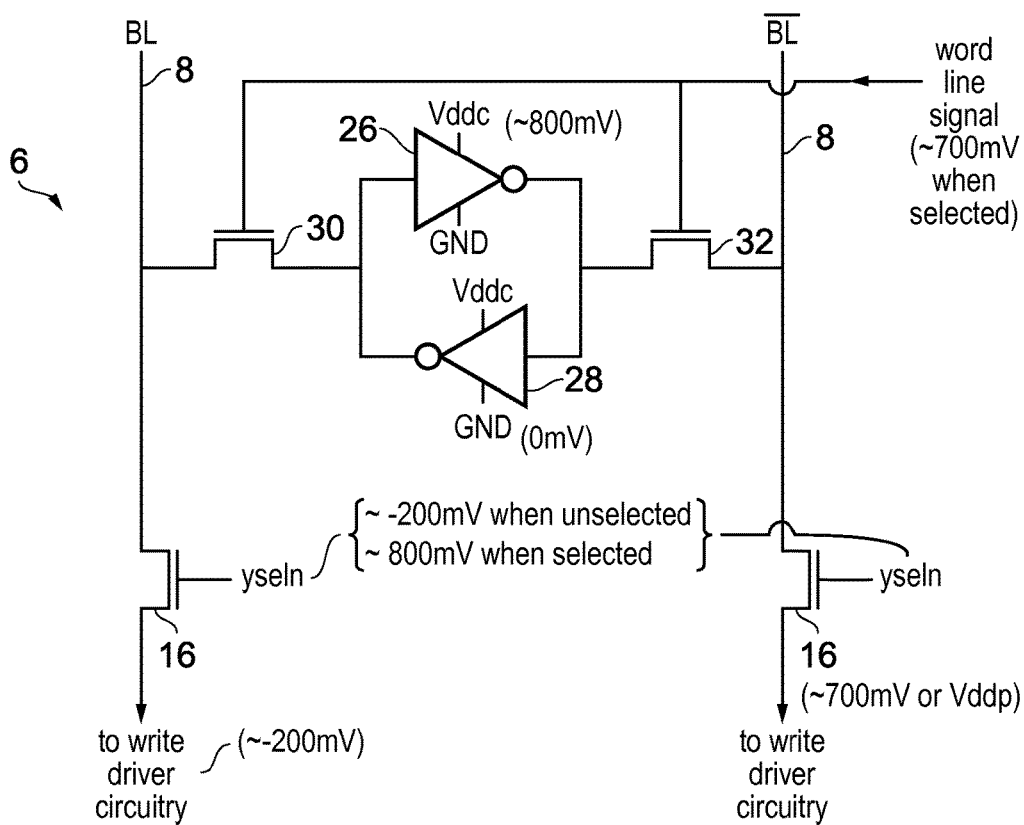 BL
B̅L̅
8
word
line
signal
(~700mV
when
selected)
Vddc (~800mV)
26
8
6
30
GND
32
Vddc
28
GND (0mV)
~ -200mV when unselected
~ 800mV when selected
yseln
yseln
16
16
(~700mV or Vddp)
to write
driver
circuitry
(~-200mV)
to write
driver
circuitry